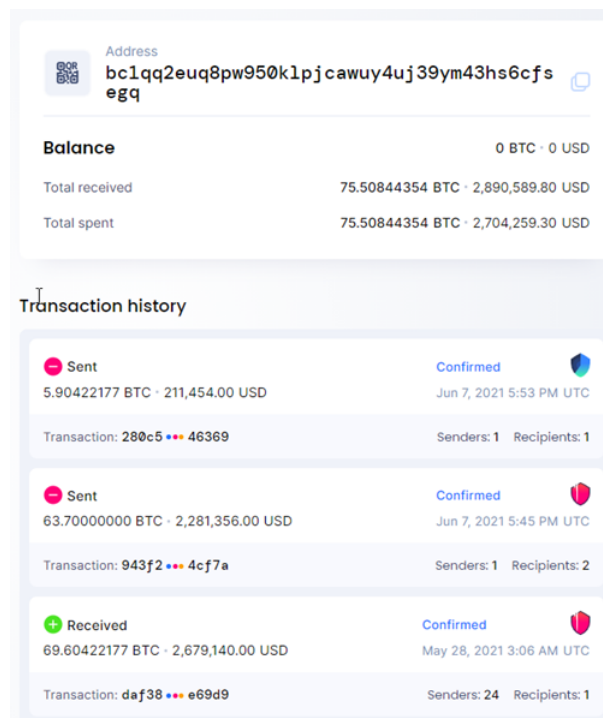 Address
bc1qq2euq8pw950klpjcawuy4uj39ym43hs6cfs
egq
Balance 0 BTC · 0 USD
Total received 75.50844354 BTC · 2,890,589.80 USD
Total spent 75.50844354 BTC · 2,704,259.30 USD
Transaction history
Sent Confirmed
5.90422177 BTC · 211,454.00 USD Jun 7, 2021 5:53 PM UTC
Transaction: 280c5 ••• 46369 Senders: 1 Recipients: 1
Sent Confirmed
63.70000000 BTC · 2,281,356.00 USD Jun 7, 2021 5:45 PM UTC
Transaction: 943f2 ••• 4cf7a Senders: 1 Recipients: 2
Received Confirmed
69.60422177 BTC · 2,679,140.00 USD May 28, 2021 3:06 AM UTC
Transaction: daf38 ••• e69d9 Senders: 24 Recipients: 1